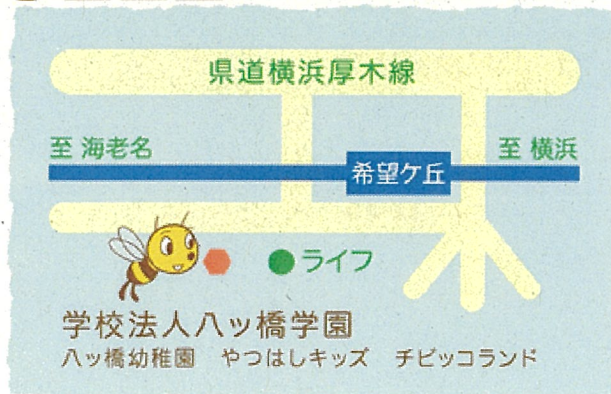 県道横浜厚木線
至 海老名
至 横浜
希望ケ丘
ライフ
学校法人八ッ橋学園
八ッ橋幼稚園 やつはしキッズ チビッコランド